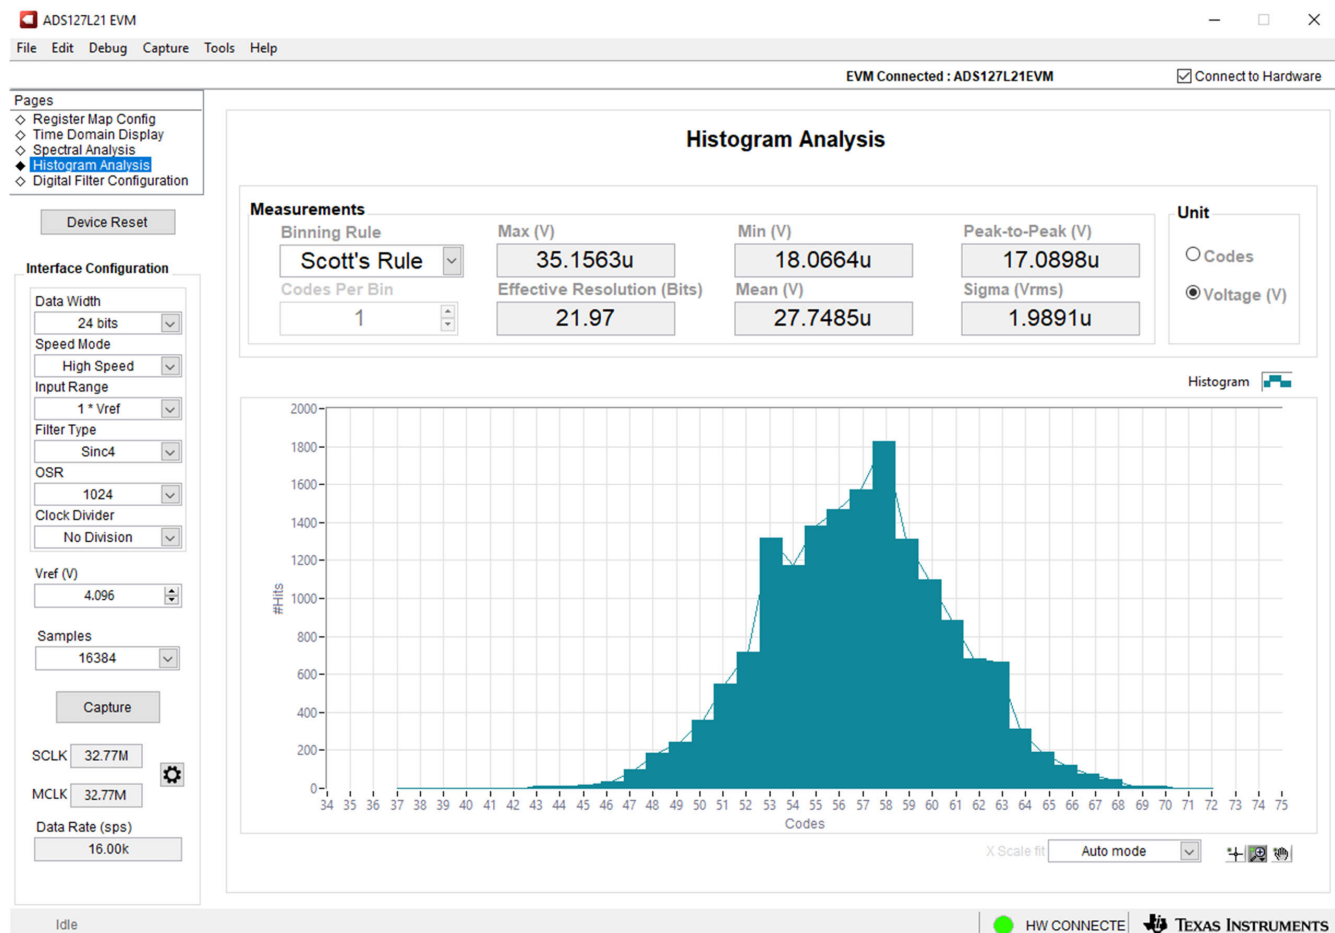 ADS127L21 EVM
File Edit Debug Capture Tools Help
EVM Connected : ADS127L21EVM
Connect to Hardware
Pages
Register Map Config
Time Domain Display
Spectral Analysis
Histogram Analysis
Digital Filter Configuration
Device Reset
Interface Configuration
Data Width
24 bits
Speed Mode
High Speed
Input Range
1 * Vref
Filter Type
Sinc4
OSR
1024
Clock Divider
No Division
Vref (V)
4.096
Samples
16384
Capture
SCLK 32.77M
MCLK 32.77M
Data Rate (sps)
16.00k
Histogram Analysis
Measurements
Binning Rule Max (V) Min (V) Peak-to-Peak (V)
Scott's Rule 35.1563u 18.0664u 17.0898u
Codes Per Bin Effective Resolution (Bits) Mean (V) Sigma (Vrms)
1 21.97 27.7485u 1.9891u
Unit
Codes
Voltage (V)
Histogram
#Hits
2000
1800
1600
1400
1200
1000
800
600
400
200
0
34 35 36 37 38 39 40 41 42 43 44 45 46 47 48 49 50 51 52 53 54 55 56 57 58 59 60 61 62 63 64 65 66 67 68 69 70 71 72 73 74 75
Codes
X Scale fit Auto mode
Idle
HW CONNECTE
TEXAS INSTRUMENTS